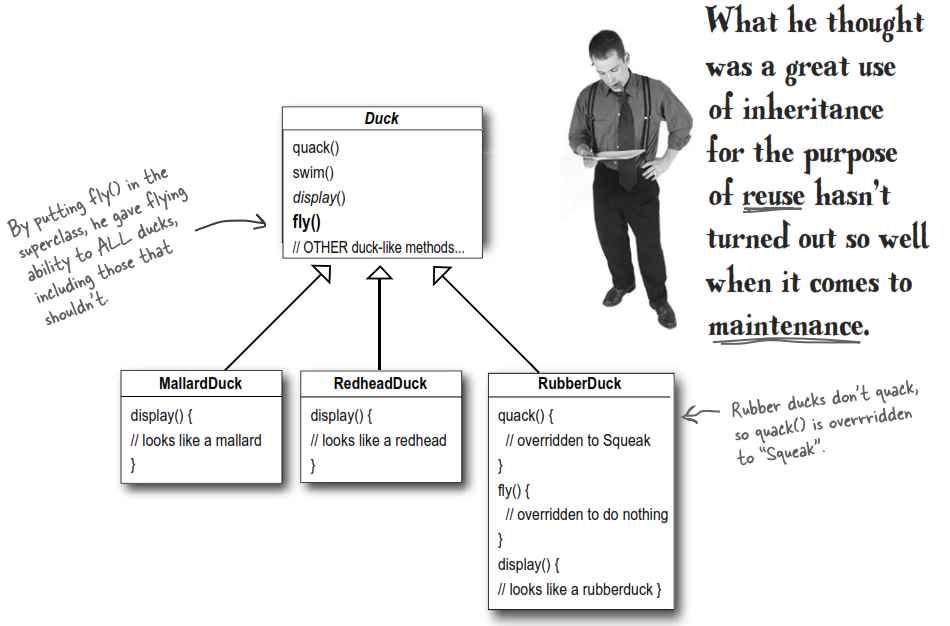 What he thought
was a great use
of inheritance
for the purpose
of reuse hasn't
turned out so well
when it comes to
maintenance.
Duck
quack()
swim()
display()
fly()
// OTHER duck-like methods...
By putting fly() in the
superclass, he gave flying
ability to ALL ducks,
including those that
shouldn't.
MallardDuck
display() {
// looks like a mallard
}
RedheadDuck
display() {
// looks like a redhead
}
RubberDuck
quack() {
// overridden to Squeak
}
fly() {
// overridden to do nothing
}
display() {
// looks like a rubberduck }
Rubber ducks don't quack,
so quack() is overrridden
to "Squeak".